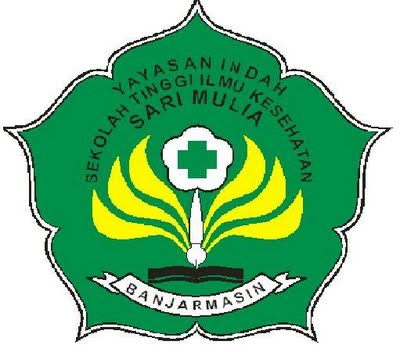 YAYASAN INDAH
SEKOLAH TINGGI ILMU KESEHATAN
SARI MULIA
BANJARMASIN